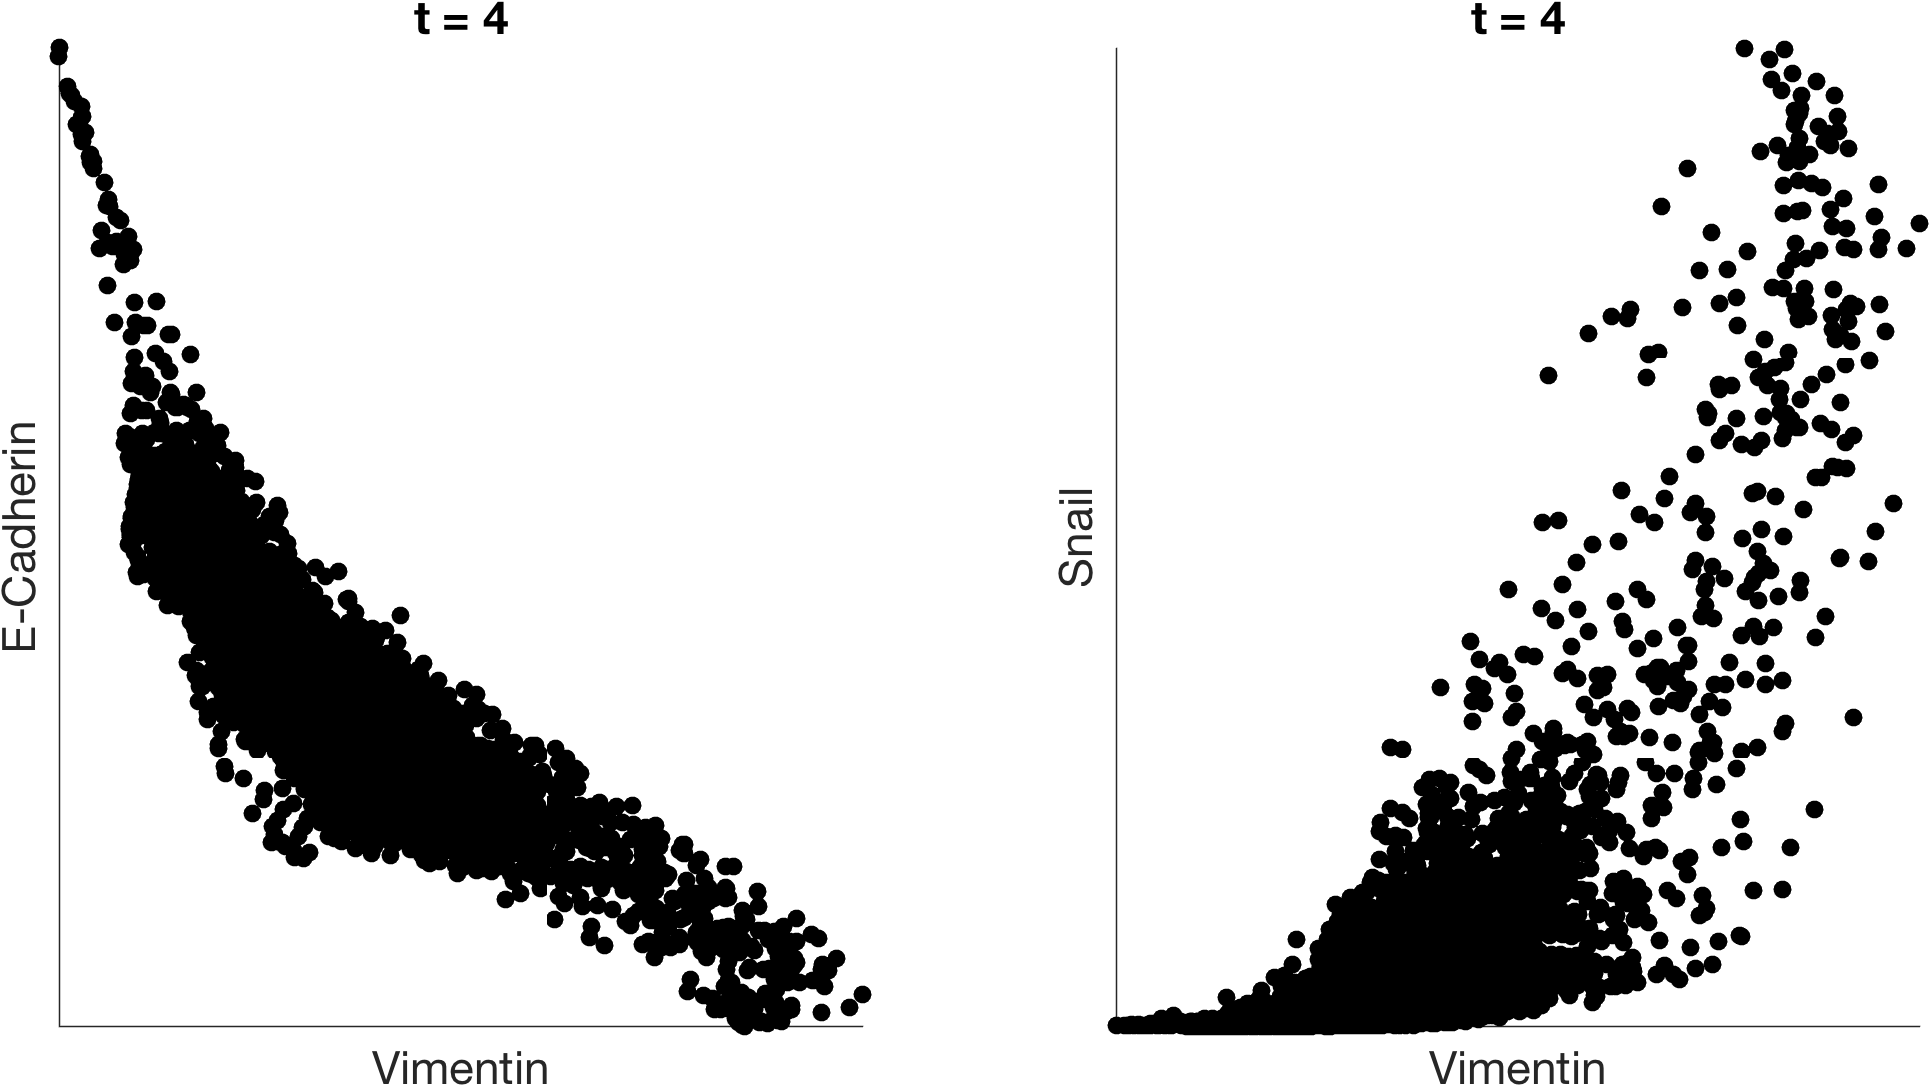 t = 4
E-Cadherin
Vimentin
t = 4
Snail
Vimentin